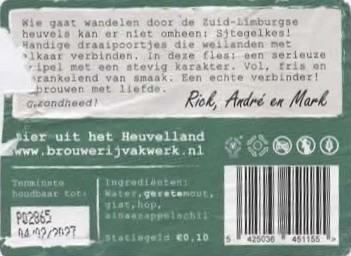 Wie gaat wandelen door de Zuid-Limburgse
heuvels kan er niet omheen: Sjtegelkes!
Handige draaipoortjes die weilanden met
elkaar verbinden. In deze fles: een serieuze
tripel met een stevig karakter. Vol, fris en
sprankelend van smaak. Een echte verbinder!
Gebrouwen met liefde.
Gezondheed!
Rick, André en Mark
Bier uit het Heuvelland
www.brouwerijvakwerk.nl
Tenminste
houdbaar tot:
P02865
04/02/2027
Ingrediënten:
Water, gerstemout,
gist, hop,
sinaasappelschil
Statiegeld €0,10
5 425036 451155 >